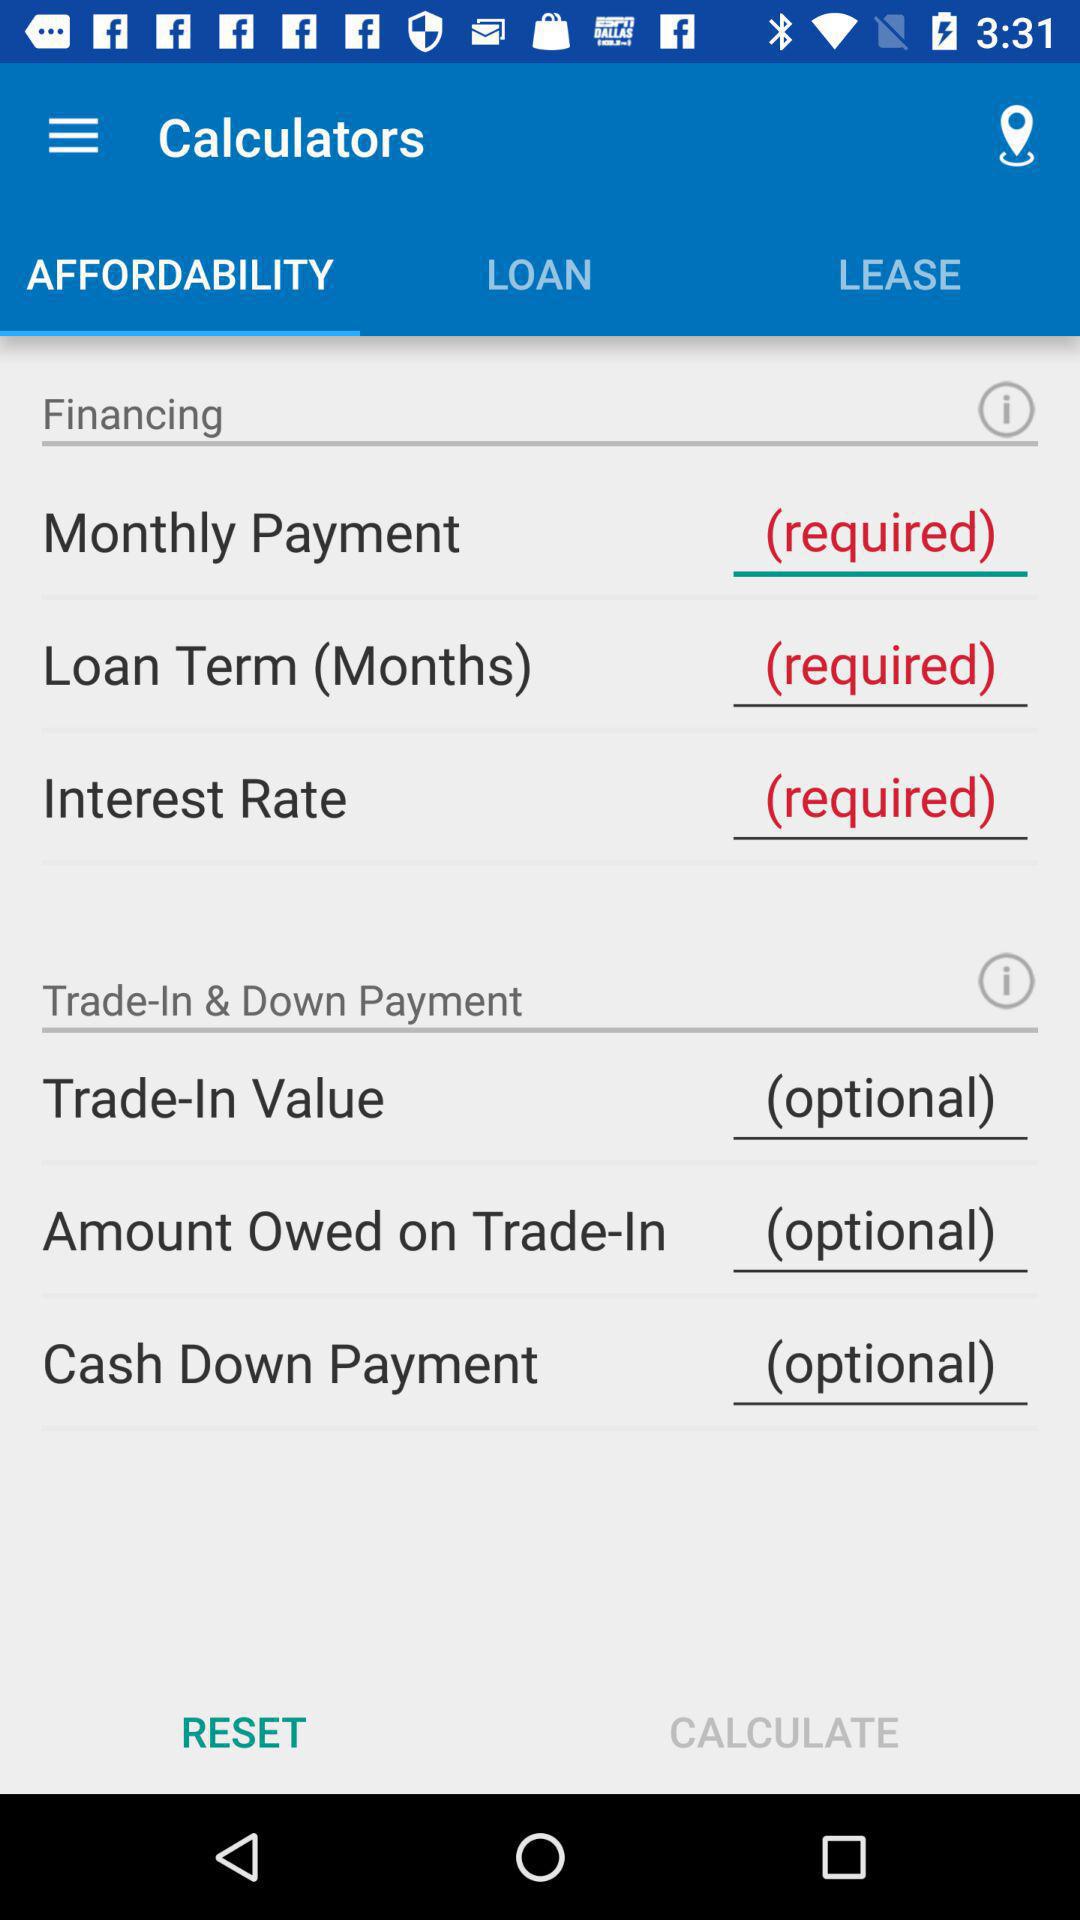 3:31
Calculators
AFFORDABILITY LOAN LEASE
Financing
Monthly Payment (required)
Loan Term (Months) (required)
Interest Rate (required)
Trade-In & Down Payment
Trade-In Value (optional)
Amount Owed on Trade-In (optional)
Cash Down Payment (optional)
RESET CALCULATE